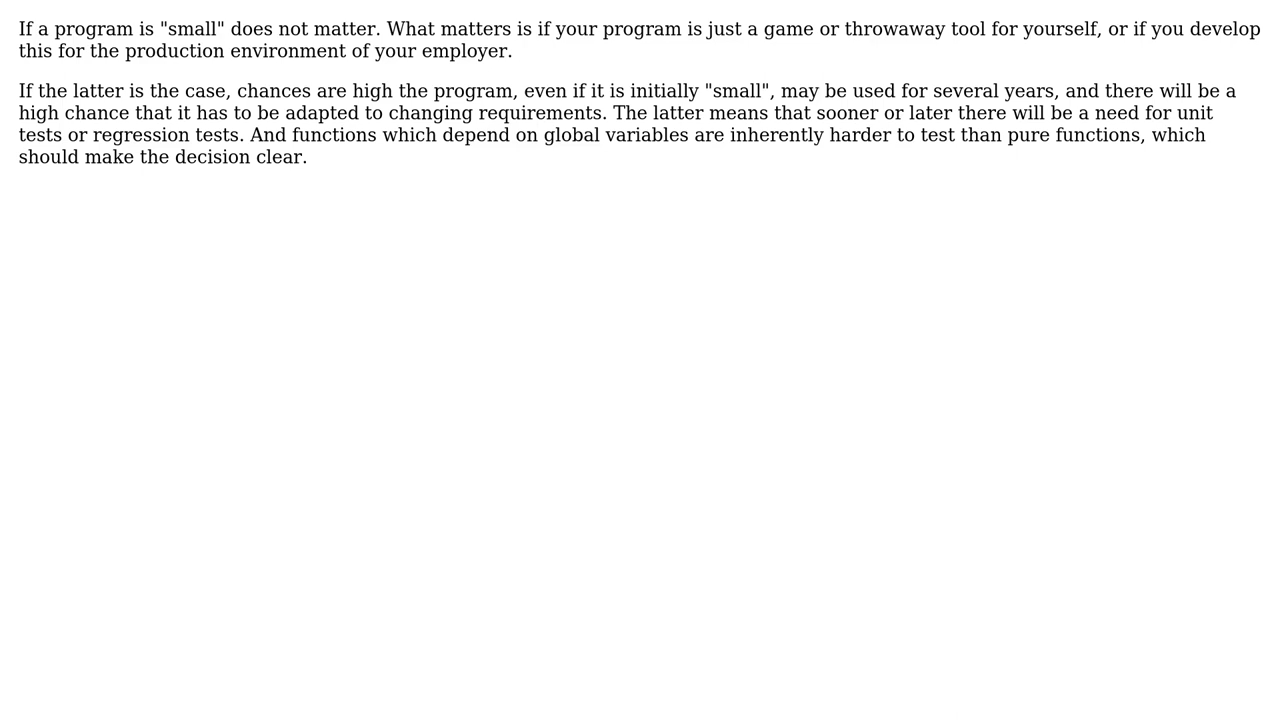 If a program is "small" does not matter. What matters is if your program is just a game or throwaway tool for yourself, or if you develop
this for the production environment of your employer.
If the latter is the case, chances are high the program, even if it is initially "small", may be used for several years, and there will be a
high chance that it has to be adapted to changing requirements. The latter means that sooner or later there will be a need for unit
tests or regression tests. And functions which depend on global variables are inherently harder to test than pure functions, which
should make the decision clear.